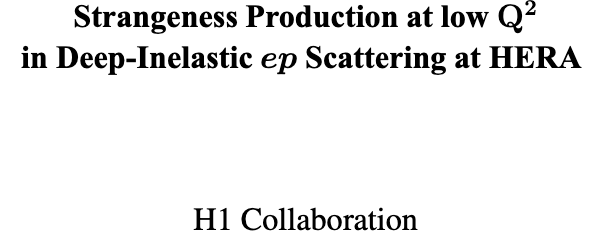 Strangeness Production at low Q²
in Deep-Inelastic ep Scattering at HERA
H1 Collaboration